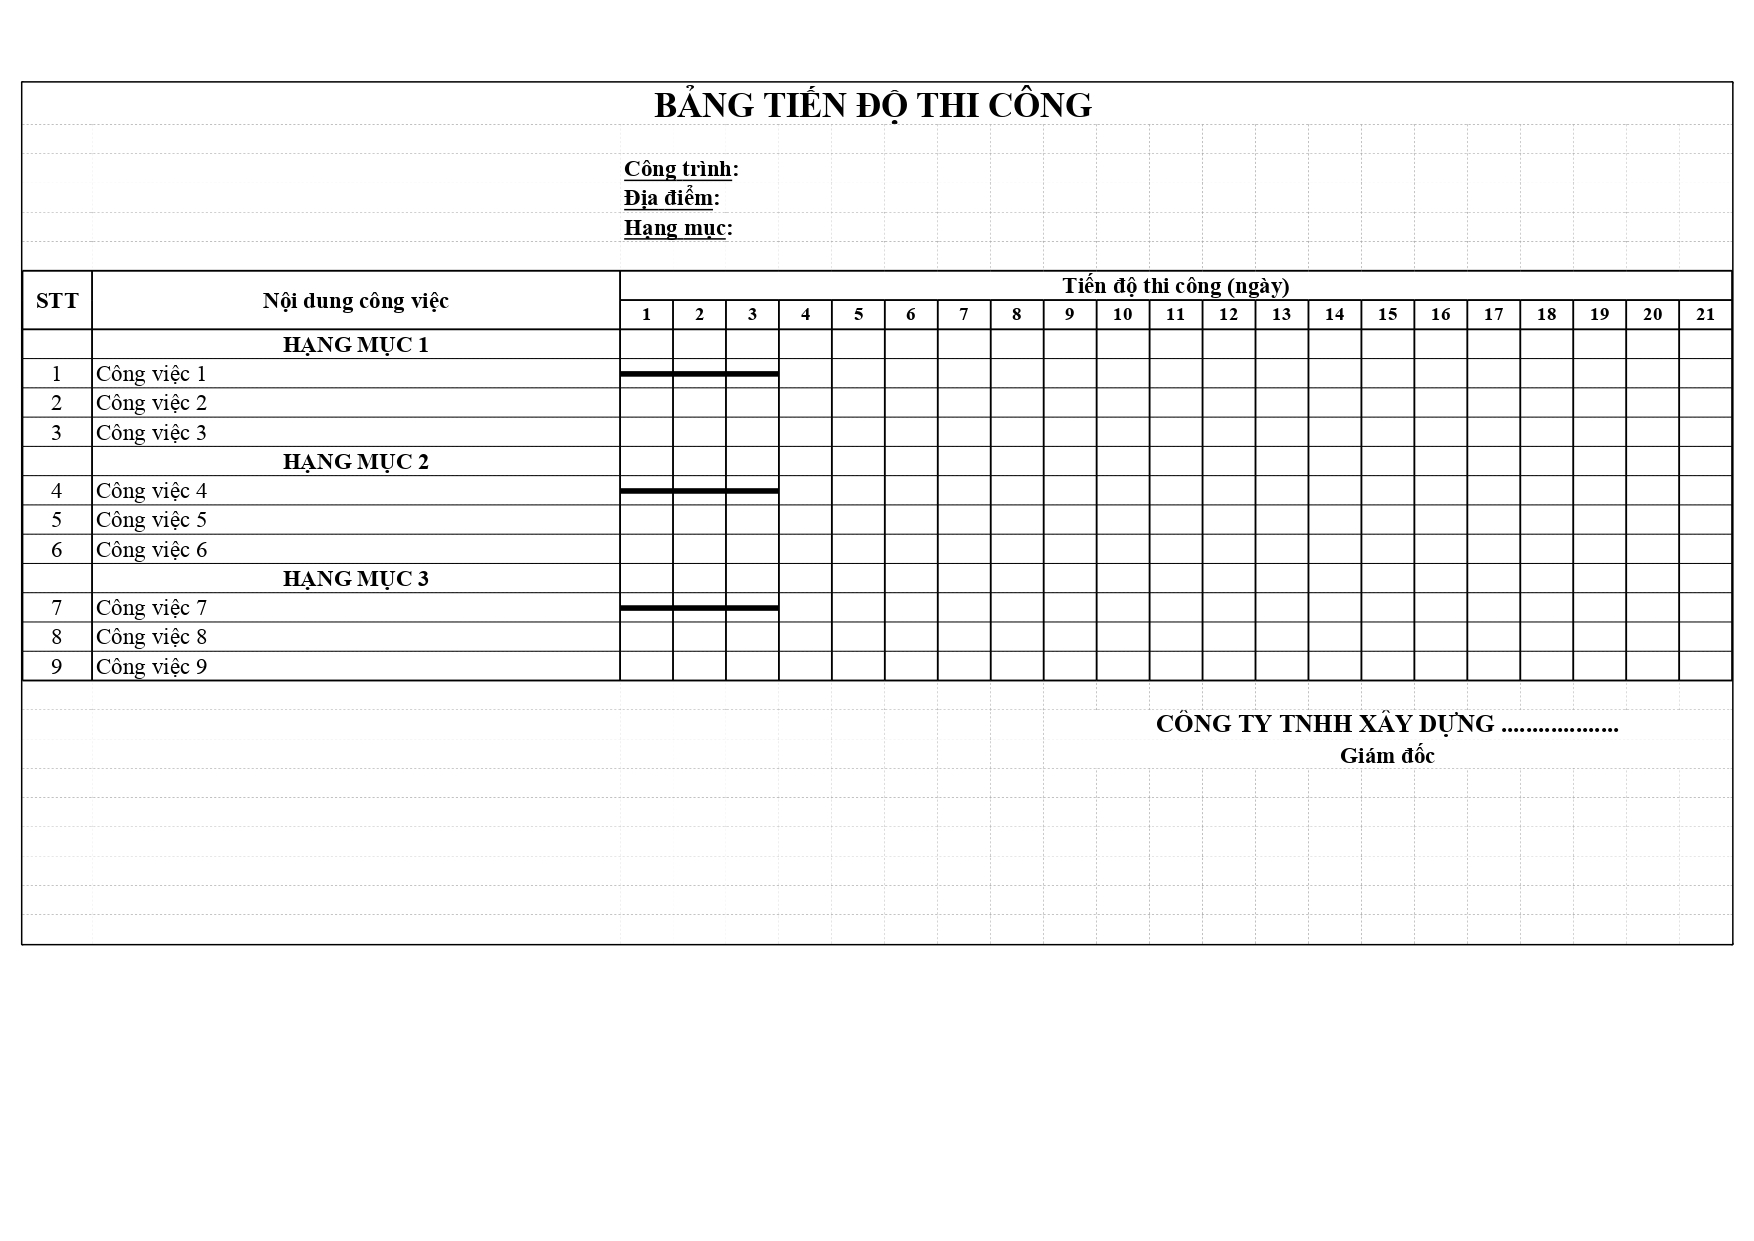 BẢNG TIẾN ĐỘ THI CÔNG
Công trình:
Địa điểm:
Hạng mục:
STT Nội dung công việc Tiến độ thi công (ngày)
1 2 3 4 5 6 7 8 9 10 11 12 13 14 15 16 17 18 19 20 21
HẠNG MỤC 1
1 Công việc 1
2 Công việc 2
3 Công việc 3
HẠNG MỤC 2
4 Công việc 4
5 Công việc 5
6 Công việc 6
HẠNG MỤC 3
7 Công việc 7
8 Công việc 8
9 Công việc 9
CÔNG TY TNHH XÂY DỰNG ...................
Giám đốc